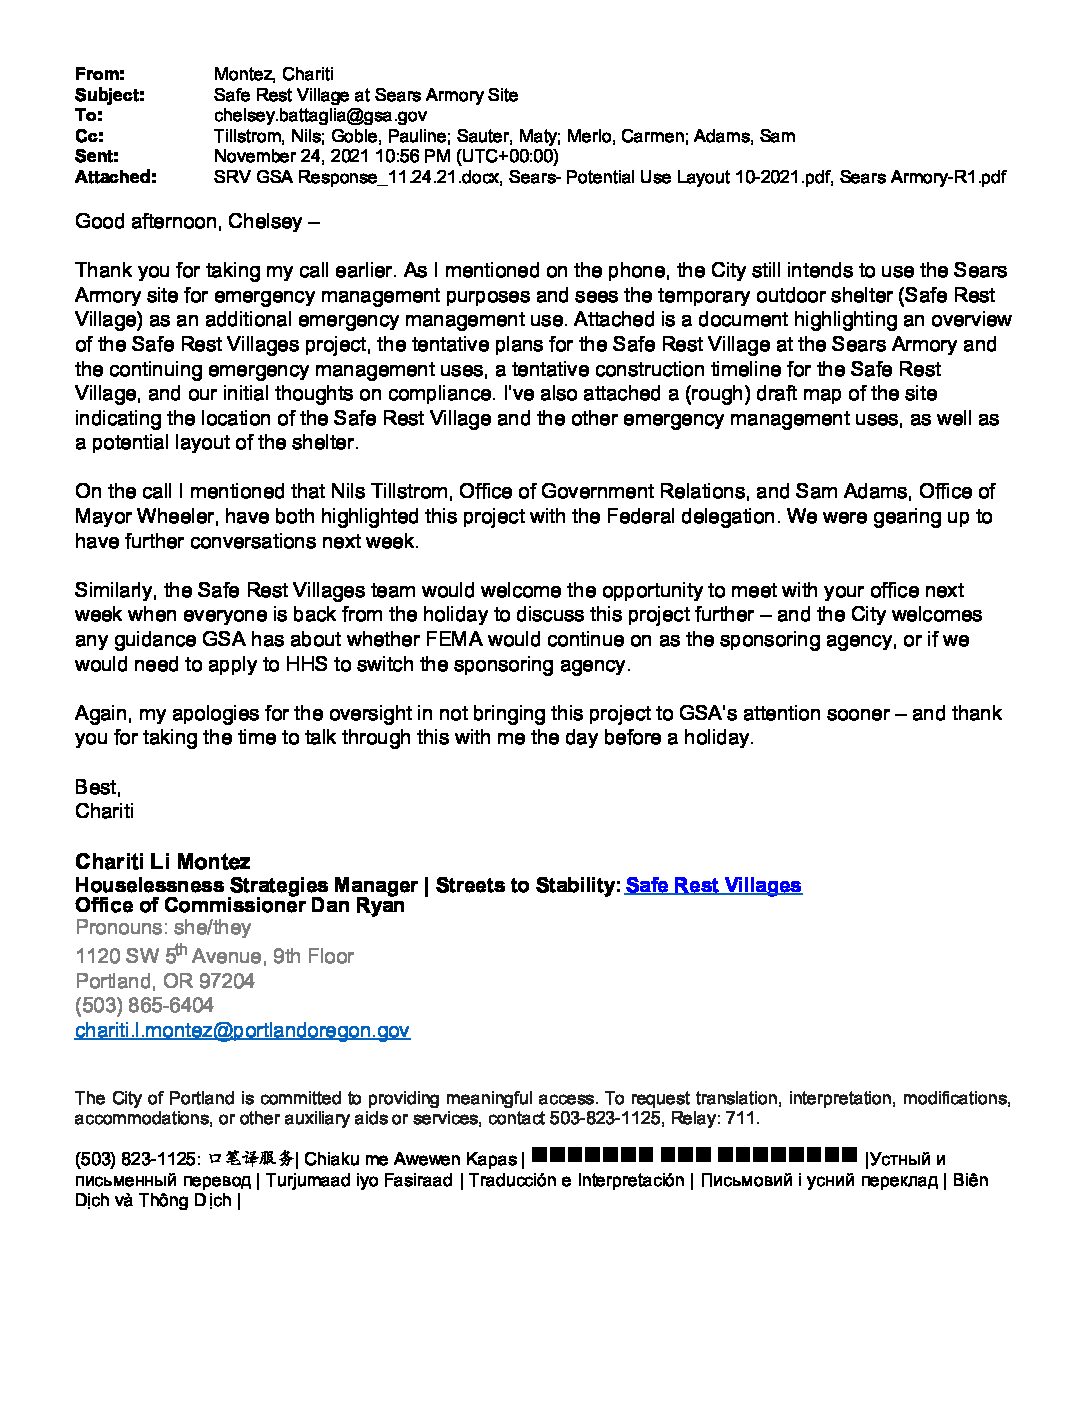 From: Montez, Chariti
Subject: Safe Rest Village at Sears Armory Site
To: chelsey.battaglia@gsa.gov
Cc: Tillstrom, Nils; Goble, Pauline; Sauter, Maty; Merlo, Carmen; Adams, Sam
Sent: November 24, 2021 10:56 PM (UTC+00:00)
Attached: SRV GSA Response_11.24.21.docx, Sears- Potential Use Layout 10-2021.pdf, Sears Armory-R1.pdf
Good afternoon, Chelsey –
Thank you for taking my call earlier. As I mentioned on the phone, the City still intends to use the Sears
Armory site for emergency management purposes and sees the temporary outdoor shelter (Safe Rest
Village) as an additional emergency management use. Attached is a document highlighting an overview
of the Safe Rest Villages project, the tentative plans for the Safe Rest Village at the Sears Armory and
the continuing emergency management uses, a tentative construction timeline for the Safe Rest
Village, and our initial thoughts on compliance. I've also attached a (rough) draft map of the site
indicating the location of the Safe Rest Village and the other emergency management uses, as well as
a potential layout of the shelter.
On the call I mentioned that Nils Tillstrom, Office of Government Relations, and Sam Adams, Office of
Mayor Wheeler, have both highlighted this project with the Federal delegation. We were gearing up to
have further conversations next week.
Similarly, the Safe Rest Villages team would welcome the opportunity to meet with your office next
week when everyone is back from the holiday to discuss this project further – and the City welcomes
any guidance GSA has about whether FEMA would continue on as the sponsoring agency, or if we
would need to apply to HHS to switch the sponsoring agency.
Again, my apologies for the oversight in not bringing this project to GSA's attention sooner – and thank
you for taking the time to talk through this with me the day before a holiday.
Best,
Chariti
Chariti Li Montez
Houselessness Strategies Manager | Streets to Stability: Safe Rest Villages
Office of Commissioner Dan Ryan
Pronouns: she/they
1120 SW 5th Avenue, 9th Floor
Portland, OR 97204
(503) 865-6404
chariti.l.montez@portlandoregon.gov
The City of Portland is committed to providing meaningful access. To request translation, interpretation, modifications,
accommodations, or other auxiliary aids or services, contact 503-823-1125, Relay: 711.
(503) 823-1125: 口笔译服务| Chiaku me Awewen Kapas | |Устный и
письменный перевод | Turjumaad iyo Fasiraad | Traducción e Interpretación | Письмовий і усний переклад | Biên
Dịch và Thông Dịch |